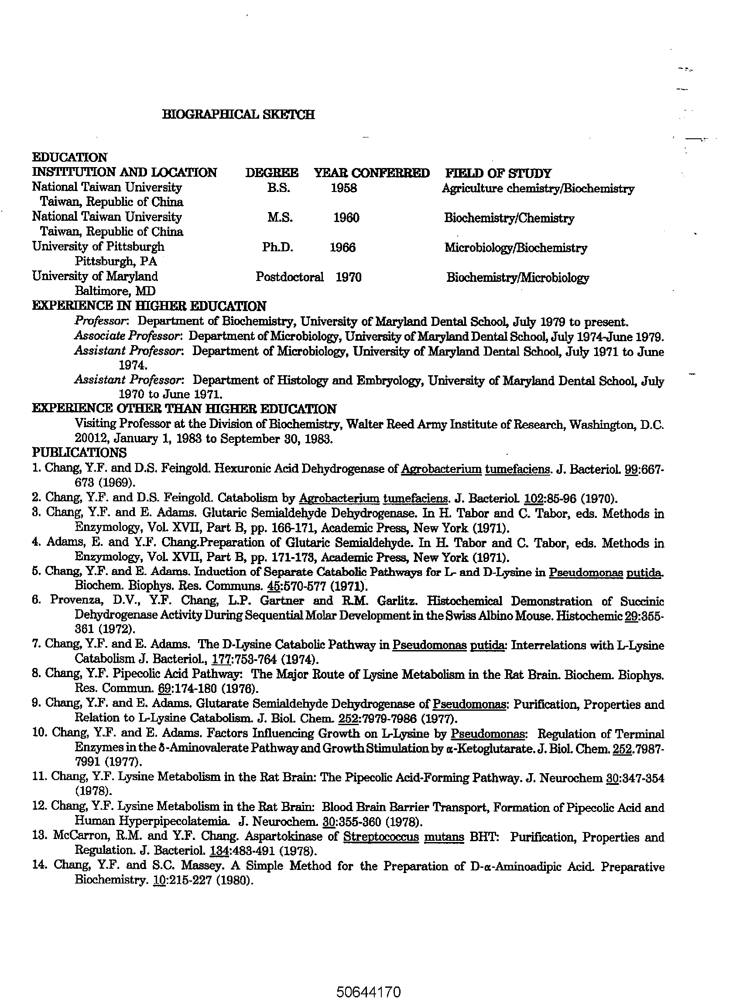 BIOGRAPHICAL SKETCH
EDUCATION
INSTITUTION AND LOCATION DEGREE YEAR CONFERRED FIELD OF STUDY
National Taiwan University B.S. 1958 Agriculture chemistry/Biochemistry
Taiwan, Republic of China
National Taiwan University M.S. 1960 Biochemistry/Chemistry
Taiwan, Republic of China
University of Pittsburgh Ph.D. 1966 Microbiology/Biochemistry
Pittsburgh, PA
University of Maryland Postdoctoral 1970 Biochemistry/Microbiology
Baltimore, MD
EXPERIENCE IN HIGHER EDUCATION
Professor: Department of Biochemistry, University of Maryland Dental School, July 1979 to present.
Associate Professor: Department of Microbiology, University of Maryland Dental School, July 1974-June 1979.
Assistant Professor: Department of Microbiology, University of Maryland Dental School, July 1971 to June
1974.
Assistant Professor: Department of Histology and Embryology, University of Maryland Dental School, July
1970 to June 1971.
EXPERIENCE OTHER THAN HIGHER EDUCATION
Visiting Professor at the Division of Biochemistry, Walter Reed Army Institute of Research, Washington, D.C.
20012, January 1, 1983 to September 30, 1983.
PUBLICATIONS
1. Chang, Y.F. and D.S. Feingold. Hexuronic Acid Dehydrogenase of Agrobacterium tumefaciens. J. Bacteriol. 99:667-
673 (1969).
2. Chang, Y.F. and D.S. Feingold. Catabolism by Agrobacterium tumefaciens. J. Bacteriol. 102:85-96 (1970).
3. Chang, Y.F. and E. Adams. Glutaric Semialdehyde Dehydrogenase. In H. Tabor and C. Tabor, eds. Methods in
Enzymology, Vol. XVII, Part B, pp. 166-171, Academic Press, New York (1971).
4. Adams, E. and Y.F. Chang.Preparation of Glutaric Semialdehyde. In H. Tabor and C. Tabor, eds. Methods in
Enzymology, Vol. XVII, Part B, pp. 171-173, Academic Press, New York (1971).
5. Chang, Y.F. and E. Adams. Induction of Separate Catabolic Pathways for L- and D-Lysine in Pseudomonas putida.
Biochem. Biophys. Res. Communs. 45:570-577 (1971).
6. Provenza, D.V., Y.F. Chang, L.P. Gartner and R.M. Garlitz. Histochemical Demonstration of Succinic
Dehydrogenase Activity During Sequential Molar Development in the Swiss Albino Mouse. Histochemic 29:355-
361 (1972).
7. Chang, Y.F. and E. Adams. The D-Lysine Catabolic Pathway in Pseudomonas putida: Interrelations with L-Lysine
Catabolism J. Bacteriol., 177:753-764 (1974).
8. Chang, Y.F. Pipecolic Acid Pathway: The Major Route of Lysine Metabolism in the Rat Brain. Biochem. Biophys.
Res. Commun. 69:174-180 (1976).
9. Chang, Y.F. and E. Adams. Glutarate Semialdehyde Dehydrogenase of Pseudomonas: Purification, Properties and
Relation to L-Lysine Catabolism. J. Biol. Chem. 252:7979-7986 (1977).
10. Chang, Y.F. and E. Adams. Factors Influencing Growth on L-Lysine by Pseudomonas: Regulation of Terminal
Enzymes in the δ-Aminovalerate Pathway and Growth Stimulation by α-Ketoglutarate. J. Biol. Chem. 252.7987-
7991 (1977).
11. Chang, Y.F. Lysine Metabolism in the Rat Brain: The Pipecolic Acid-Forming Pathway. J. Neurochem 30:347-354
(1978).
12. Chang, Y.F. Lysine Metabolism in the Rat Brain: Blood Brain Barrier Transport, Formation of Pipecolic Acid and
Human Hyperpipecolatemia. J. Neurochem. 30:355-360 (1978).
13. McCarron, R.M. and Y.F. Chang. Aspartokinase of Streptococcus mutans BHT: Purification, Properties and
Regulation. J. Bacteriol. 134:483-491 (1978).
14. Chang, Y.F. and S.C. Massey. A Simple Method for the Preparation of D-α-Aminoadipic Acid. Preparative
Biochemistry. 10:215-227 (1980).
50644170